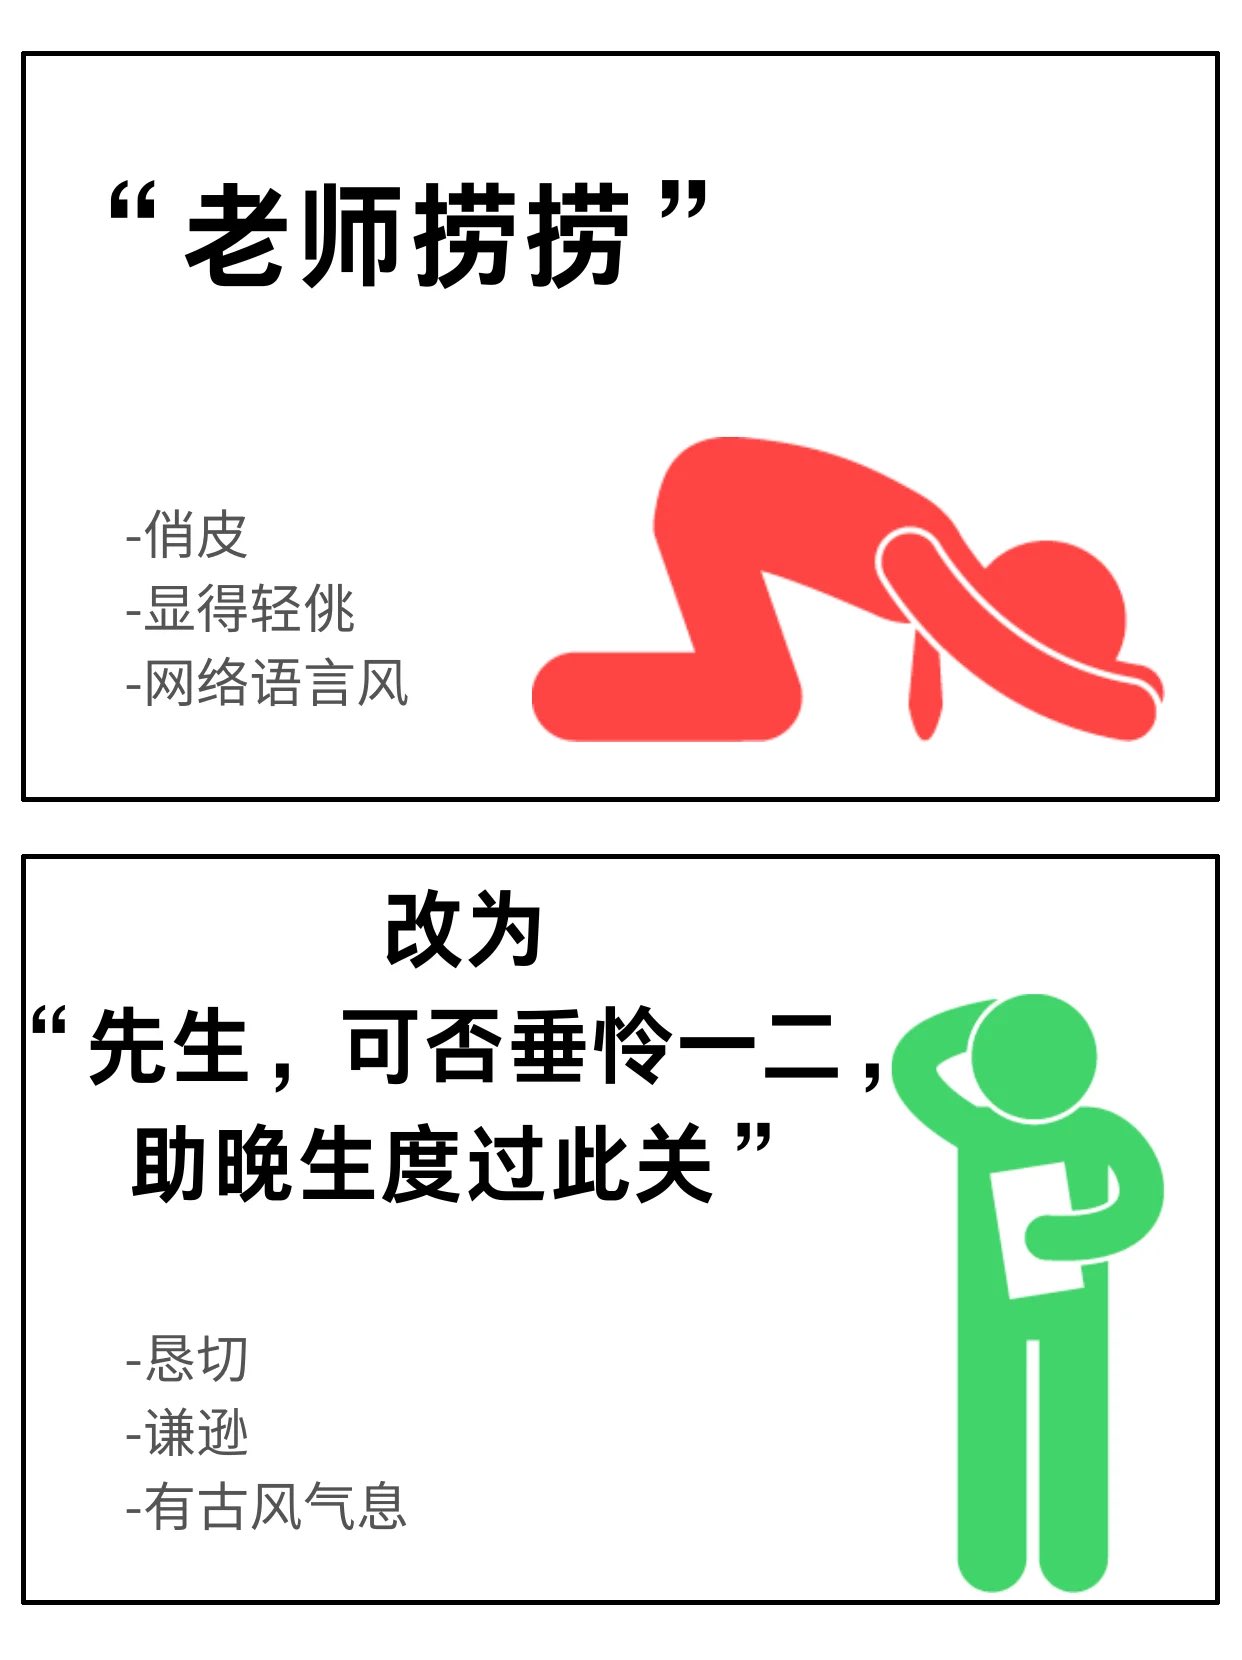 “老师捞捞”
-俏皮
-显得轻佻
-网络语言风
改为
“先生，可否垂怜一二，
助晚生度过此关”
-恳切
-谦逊
-有古风气息